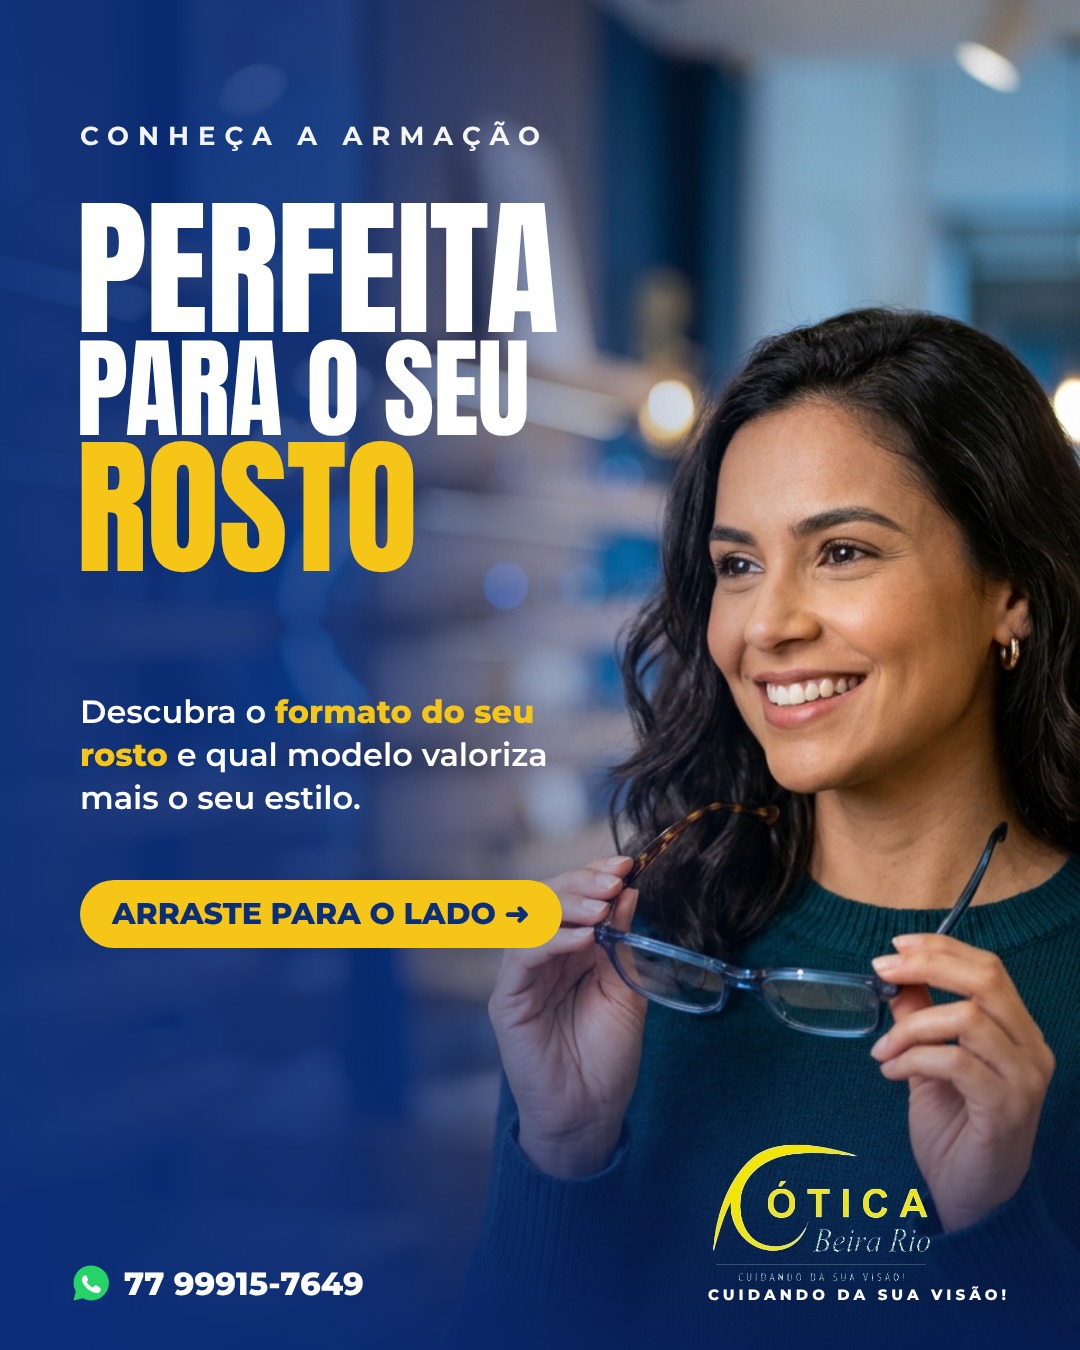 CONHEÇA A ARMAÇÃO
PERFEITA
PARA O SEU
ROSTO
Descubra o formato do seu
rosto e qual modelo valoriza
mais o seu estilo.
ARRASTE PARA O LADO ➜
ÓTICA
Beira Rio
CUIDANDO DA SUA VISÃO!
CUIDANDO DA SUA VISÃO!
77 99915-7649